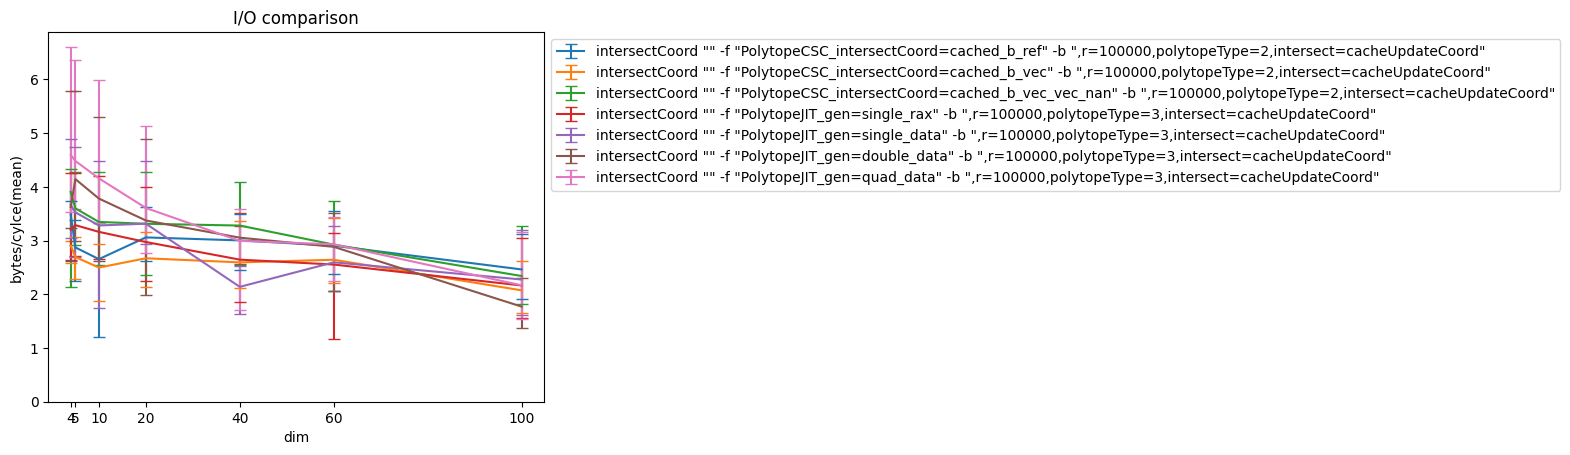 I/O comparison
bytes/cylce(mean)
6
5
4
3
2
1
0
4 5 10 20 40 60 100
dim
intersectCoord "" -f "PolytopeCSC_intersectCoord=cached_b_ref" -b ",r=100000,polytopeType=2,intersect=cacheUpdateCoord"
intersectCoord "" -f "PolytopeCSC_intersectCoord=cached_b_vec" -b ",r=100000,polytopeType=2,intersect=cacheUpdateCoord"
intersectCoord "" -f "PolytopeCSC_intersectCoord=cached_b_vec_vec_nan" -b ",r=100000,polytopeType=2,intersect=cacheUpdateCoord"
intersectCoord "" -f "PolytopeJIT_gen=single_rax" -b ",r=100000,polytopeType=3,intersect=cacheUpdateCoord"
intersectCoord "" -f "PolytopeJIT_gen=single_data" -b ",r=100000,polytopeType=3,intersect=cacheUpdateCoord"
intersectCoord "" -f "PolytopeJIT_gen=double_data" -b ",r=100000,polytopeType=3,intersect=cacheUpdateCoord"
intersectCoord "" -f "PolytopeJIT_gen=quad_data" -b ",r=100000,polytopeType=3,intersect=cacheUpdateCoord"